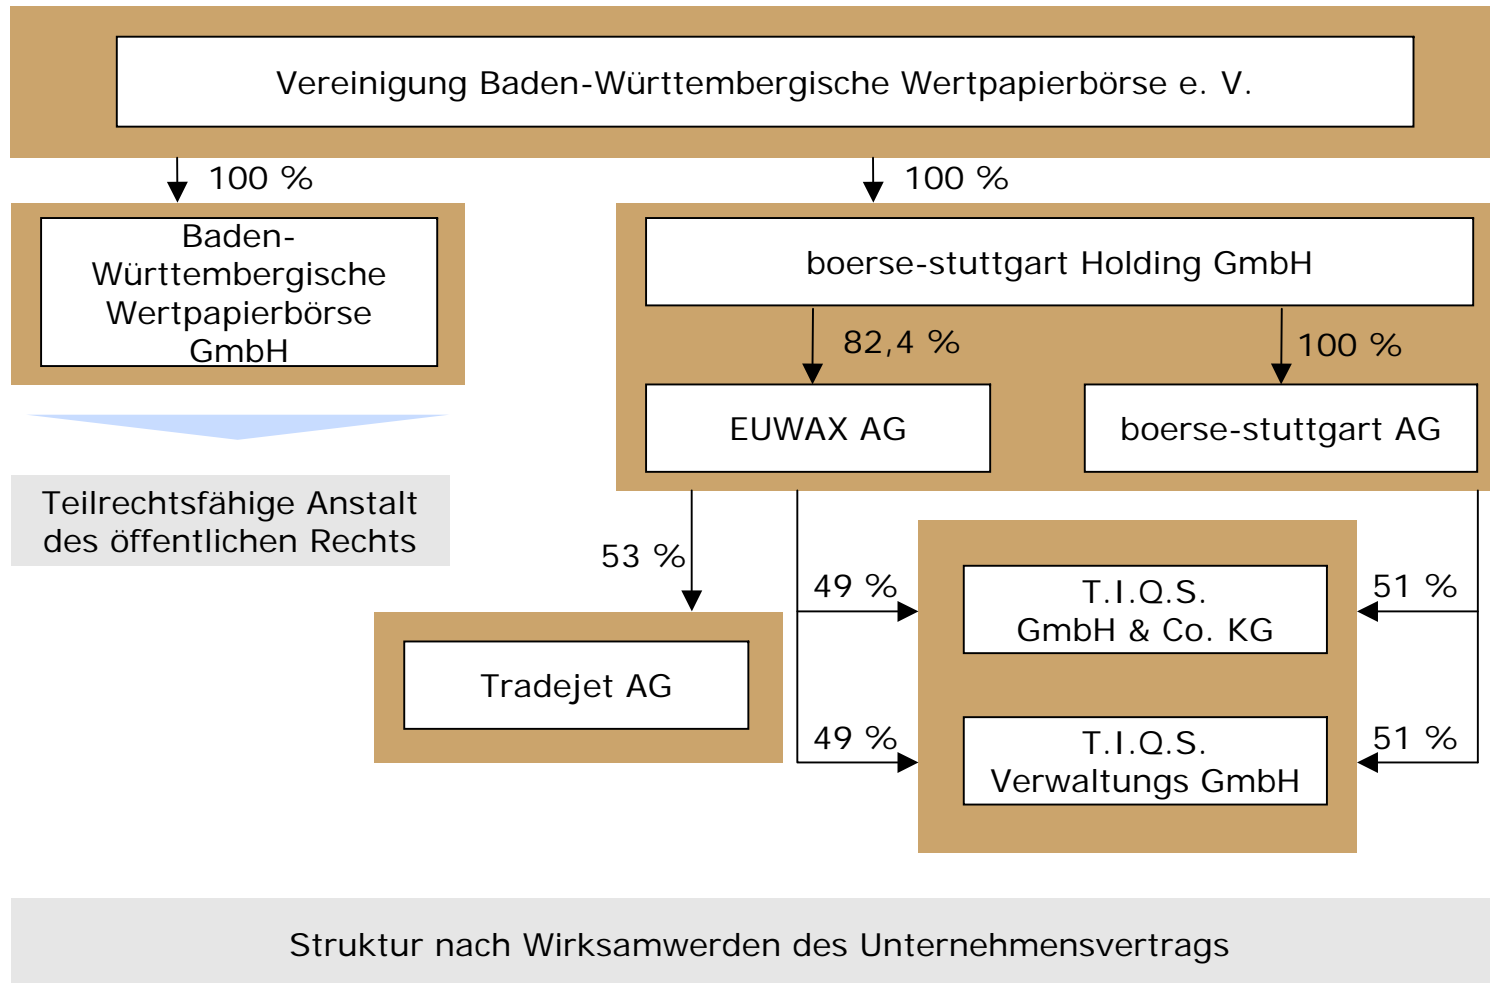 Vereinigung Baden-Württembergische Wertpapierbörse e. V.
100 %
100 %
Baden-
Württembergische
Wertpapierbörse
GmbH
boerse-stuttgart Holding GmbH
82,4 %
100 %
EUWAX AG
boerse-stuttgart AG
Teilrechtsfähige Anstalt
des öffentlichen Rechts
53 %
49 %
T.I.Q.S.
GmbH & Co. KG
51 %
Tradejet AG
49 %
T.I.Q.S.
Verwaltungs GmbH
51 %
Struktur nach Wirksamwerden des Unternehmensvertrags